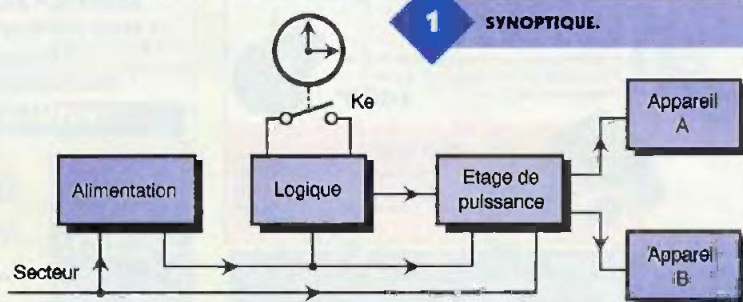 1 SYNOPTIQUE.
Ke
Appareil
A
Alimentation
Logique
Etage de
puissance
Secteur
Appareil
B